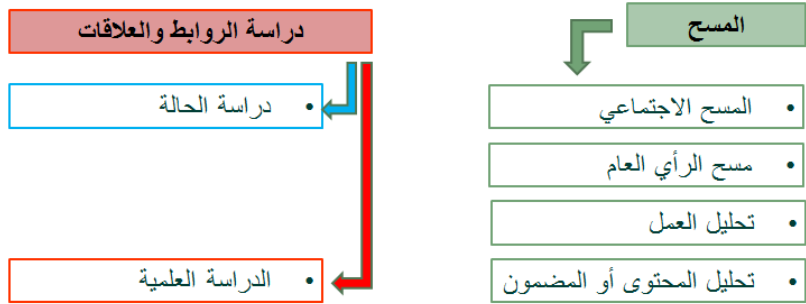 المسح
• المسح الاجتماعي
• مسح الرأي العام
• تحليل العمل
• تحليل المحتوى أو المضمون
دراسة الروابط والعلاقات
• دراسة الحالة
• الدراسة العلمية